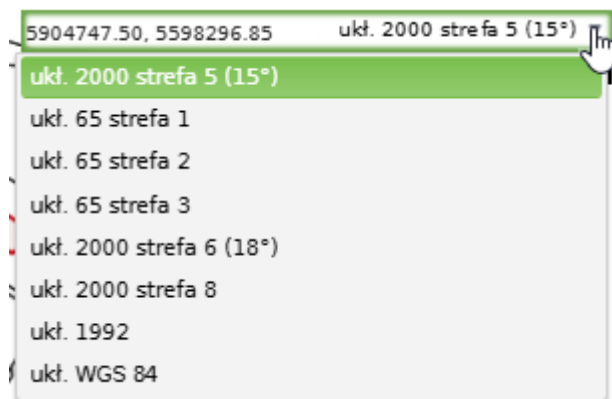 5904747.50, 5598296.85 ukł. 2000 strefa 5 (15°)
ukł. 2000 strefa 5 (15°)
ukł. 65 strefa 1
ukł. 65 strefa 2
ukł. 65 strefa 3
ukł. 2000 strefa 6 (18°)
ukł. 2000 strefa 8
ukł. 1992
ukł. WGS 84